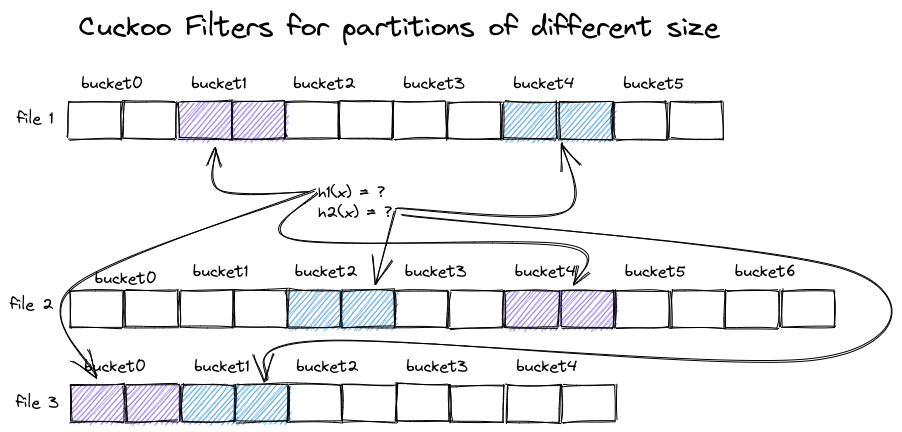 Cuckoo Filters for partitions of different size
bucket0 bucket1 bucket2 bucket3 bucket4 bucket5
file 1
h1(x) = ?
h2(x) = ?
bucket0 bucket1 bucket2 bucket3 bucket4 bucket5 bucket6
file 2
bucket0 bucket1 bucket2 bucket3 bucket4
file 3